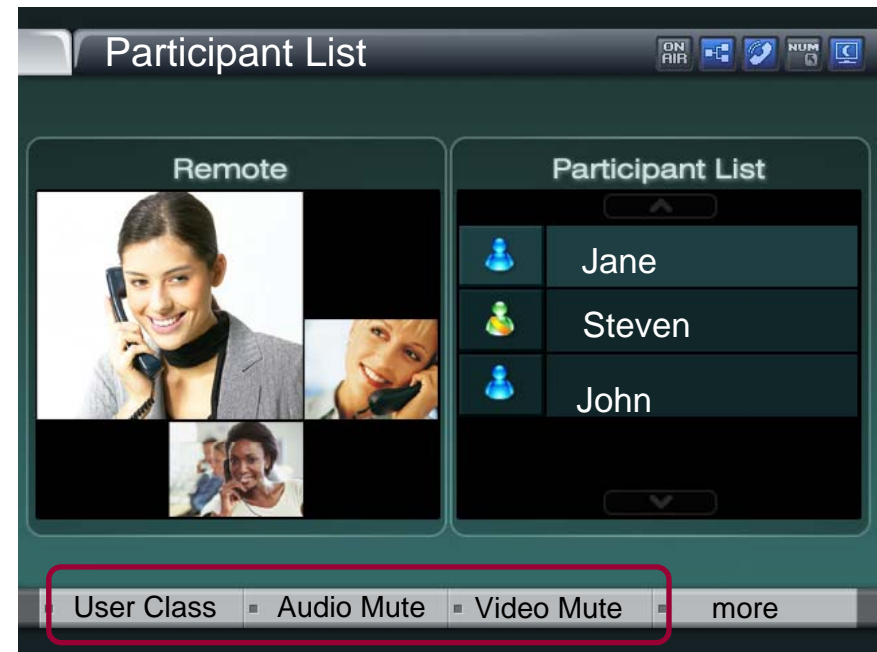 Participant List
ON AIR
NUM
Remote
Participant List
Jane
Steven
John
User Class
Audio Mute
Video Mute
more